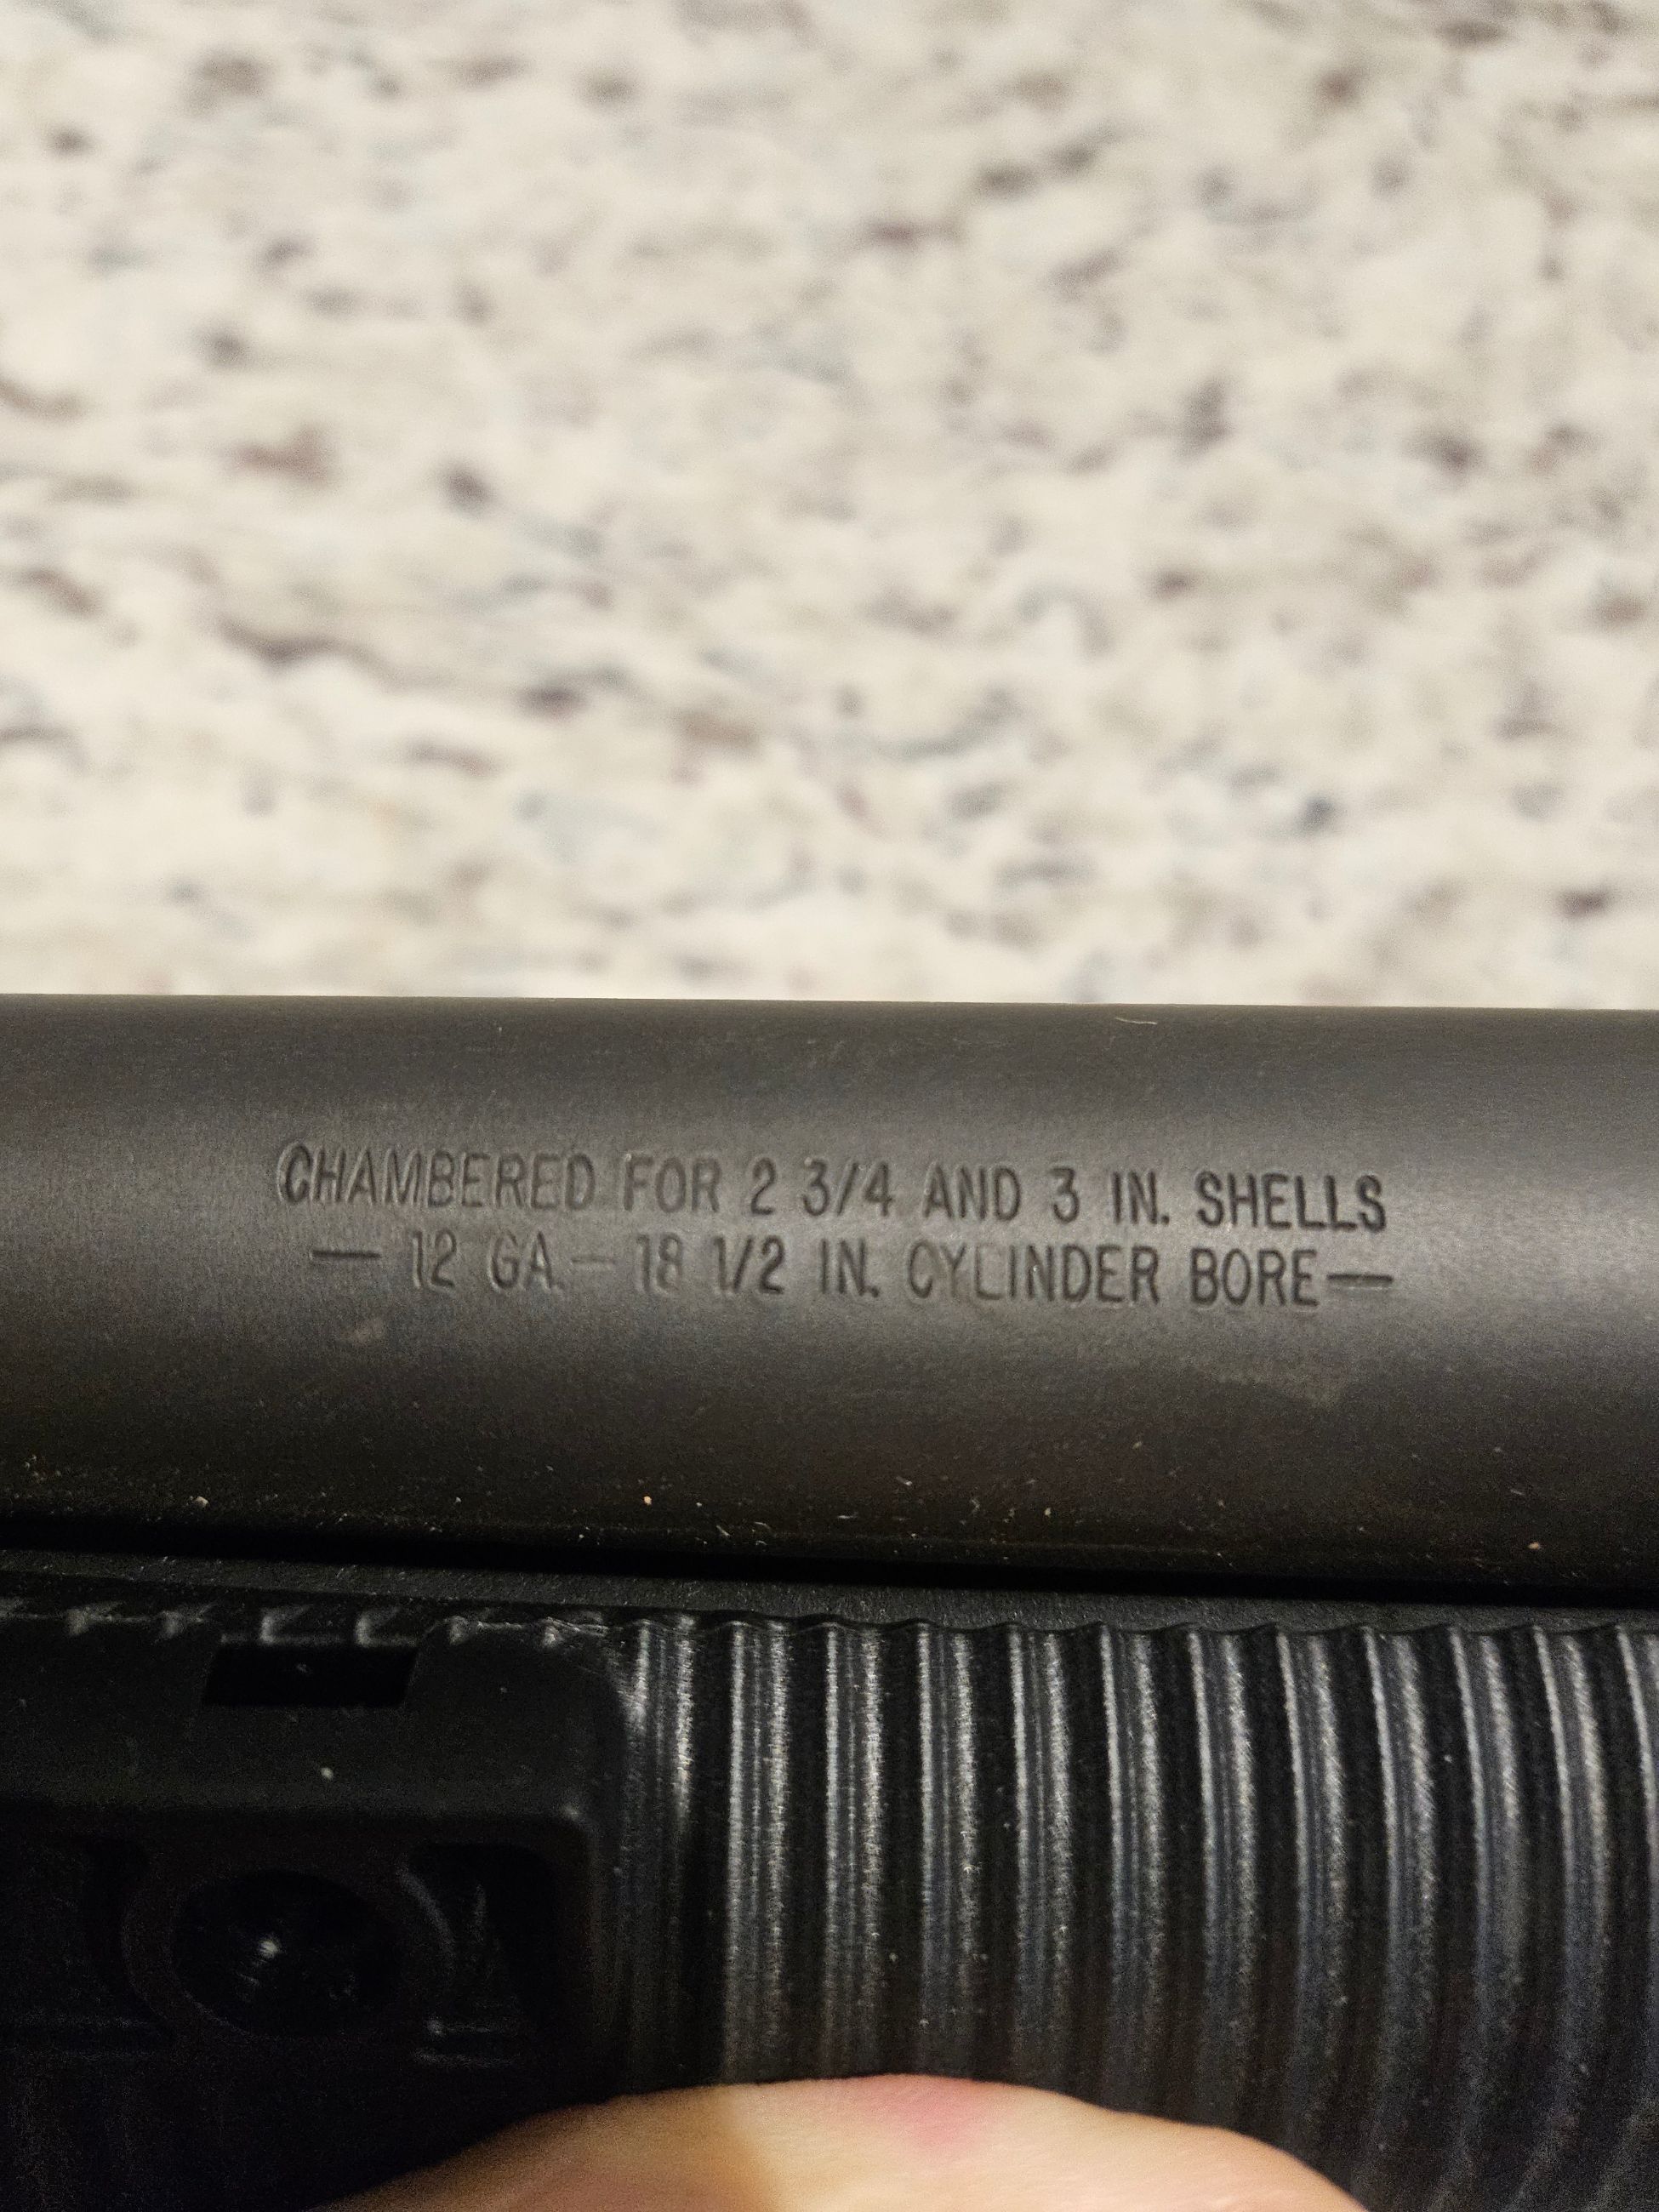 CHAMBERED FOR 2 3/4 AND 3 IN. SHELLS
— 12 GA.— 18 1/2 IN. CYLINDER BORE—